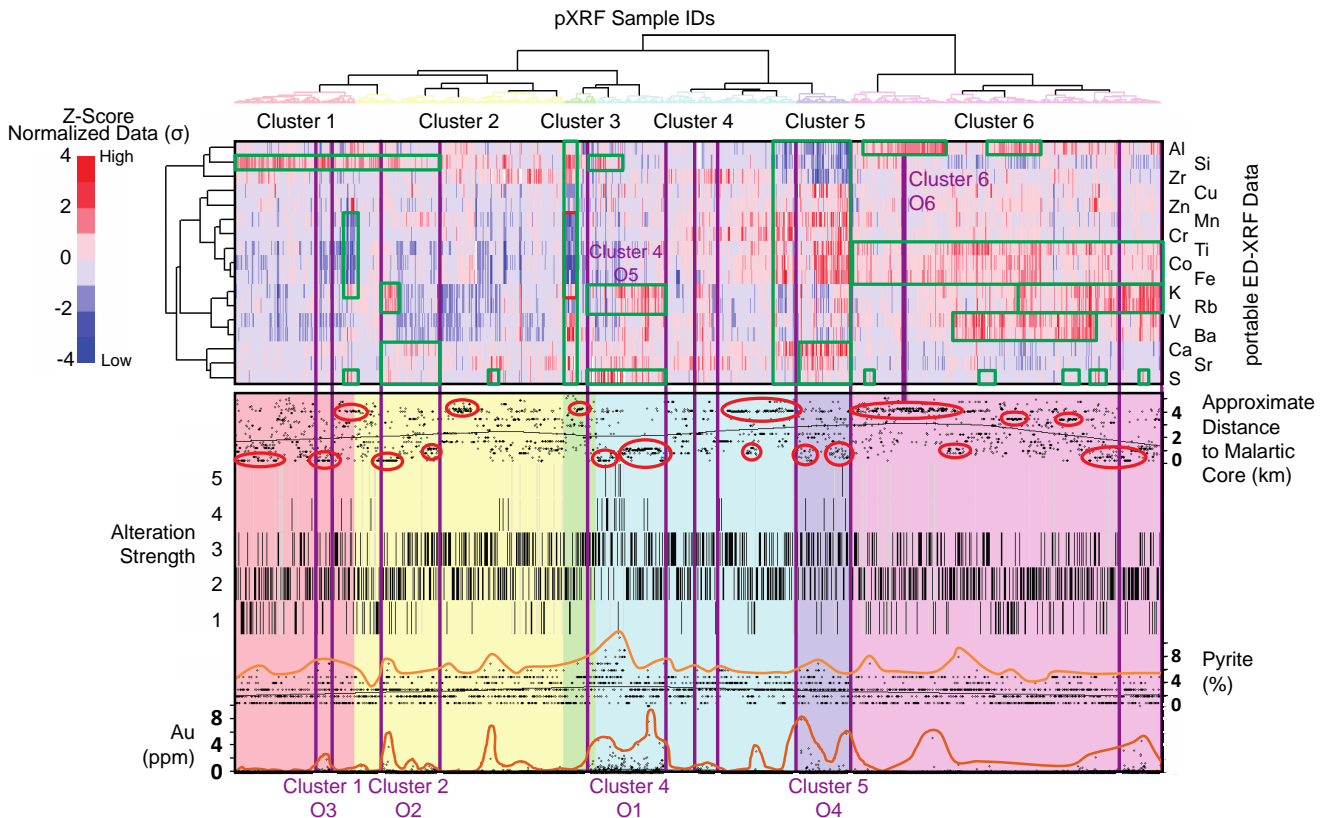 pXRF Sample IDs
Z-Score
Normalized Data (σ)
4
High
2
0
-2
-4
Low
Cluster 1
Cluster 2
Cluster 3
Cluster 4
Cluster 5
Cluster 6
Al
Si
Zr
Cu
Zn
Mn
Cr
Ti
Co
Fe
K
Rb
V
Ba
Ca
Sr
S
portable ED-XRF Data
Cluster 6
O6
Cluster 4
O5
4
2
0
Approximate
Distance
to Malartic
Core (km)
Alteration
Strength
5
4
3
2
1
8
4
0
Pyrite
(%)
Au
(ppm)
8
4
0
Cluster 1
O3
Cluster 2
O2
Cluster 4
O1
Cluster 5
O4